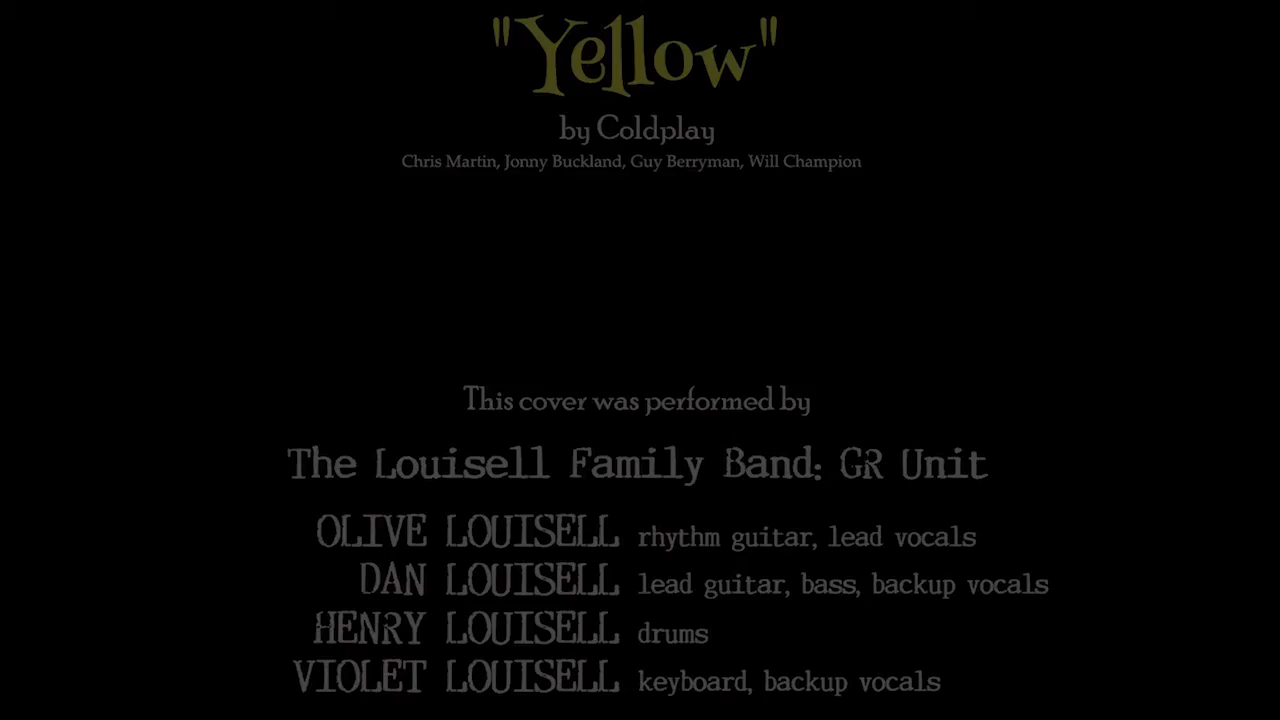 "Yellow"
by Coldplay
Chris Martin, Jonny Buckland, Guy Berryman, Will Champion
This cover was performed by
The Louisell Family Band: GR Unit
OLIVE LOUISELL rhythm guitar, lead vocals
DAN LOUISELL lead guitar, bass, backup vocals
HENRY LOUISELL drums
VIOLET LOUISELL keyboard, backup vocals